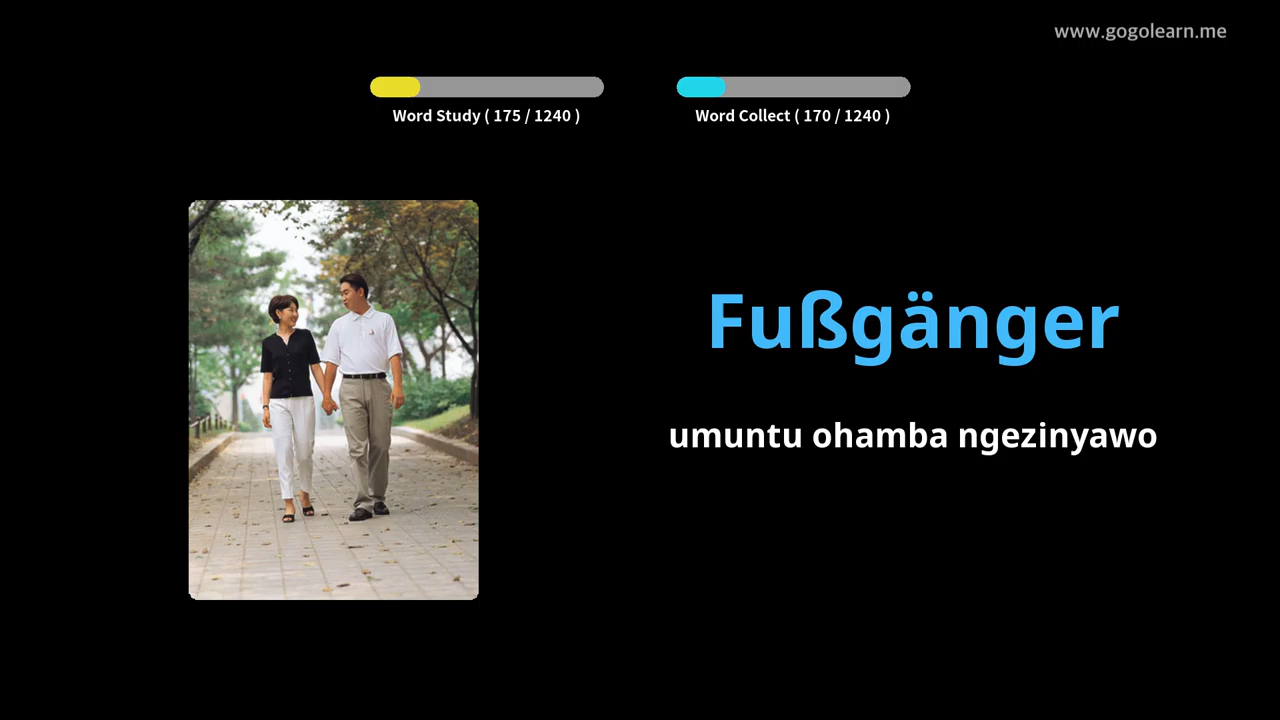 www.gogolearn.me
Word Study ( 175 / 1240 )
Word Collect ( 170 / 1240 )
Fußgänger
umuntu ohamba ngezinyawo